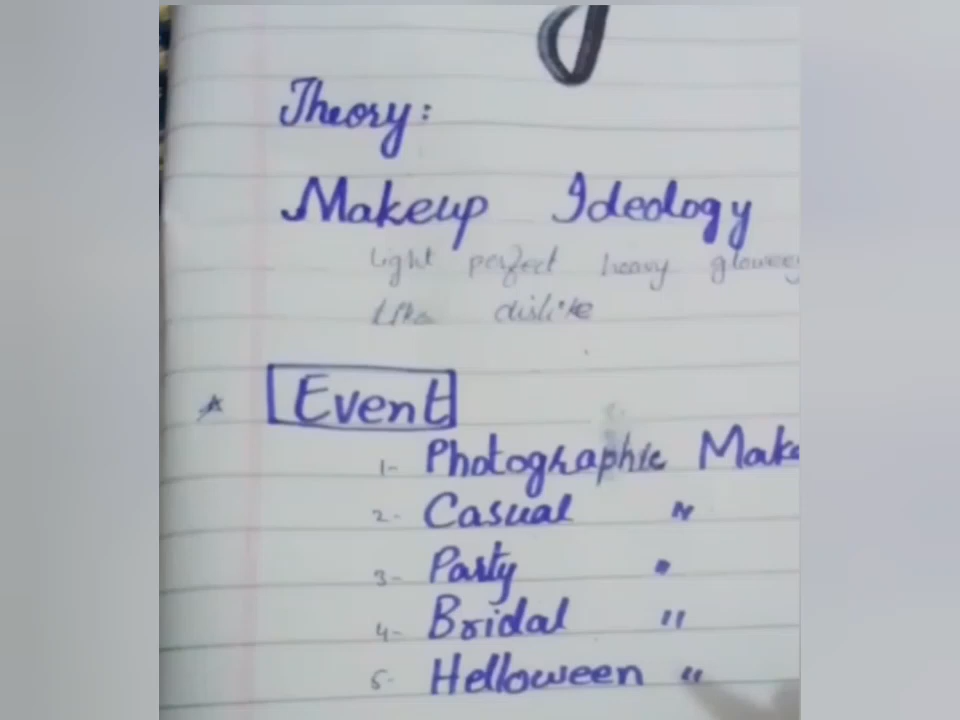 Theory:
Makeup Ideology
Light perfect heavy
dislike
Event
1- Photographic Make
2- Casual "
3- Party "
4- Bridal "
5- Helloween "